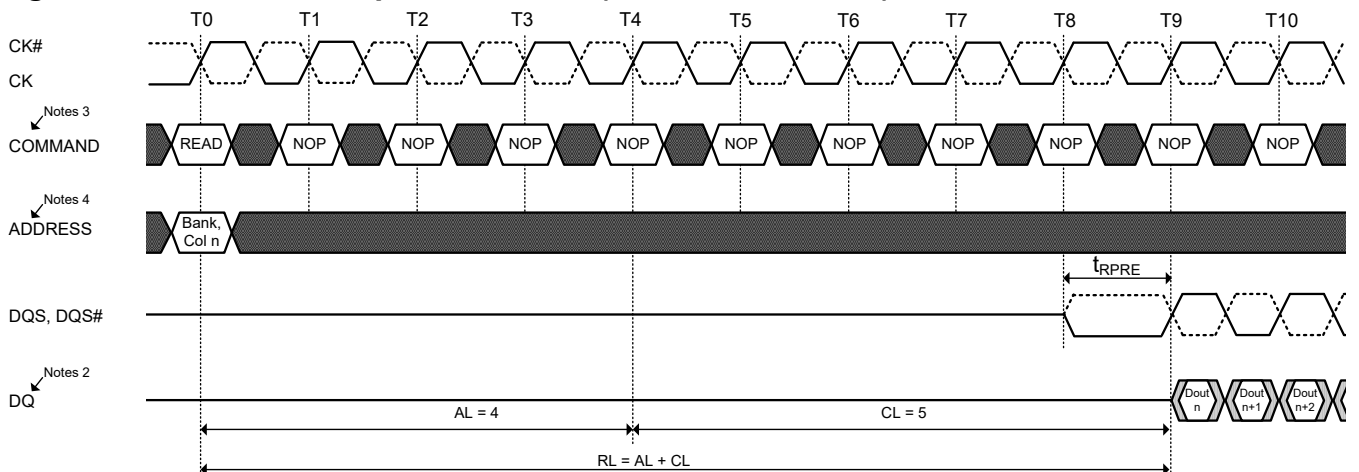 T0 T1 T2 T3 T4 T5 T6 T7 T8 T9 T10
CK#
CK
Notes 3
COMMAND
READ NOP NOP NOP NOP NOP NOP NOP NOP NOP NOP
Notes 4
ADDRESS
Bank,
Col n
tRPRE
DQS, DQS#
Notes 2
DQ
Dout Dout Dout
n n+1 n+2
AL = 4 CL = 5
RL = AL + CL